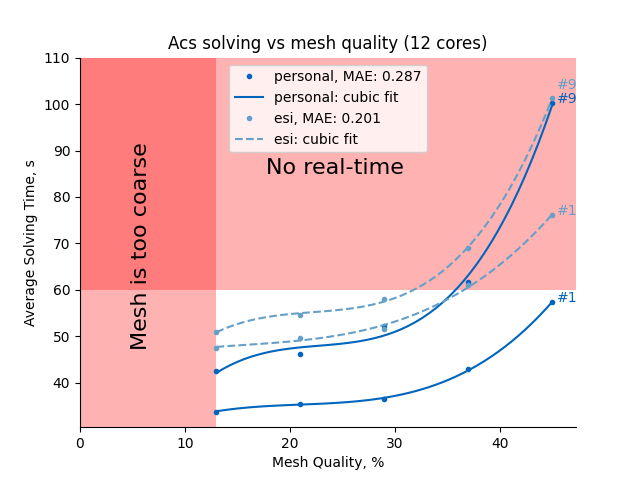 Acs solving vs mesh quality (12 cores)
personal, MAE: 0.287
personal: cubic fit
esi, MAE: 0.201
esi: cubic fit
No real-time
Mesh is too coarse
#9
#9
#1
#1
110
100
90
80
70
60
50
40
Average Solving Time, s
0 10 20 30 40
Mesh Quality, %